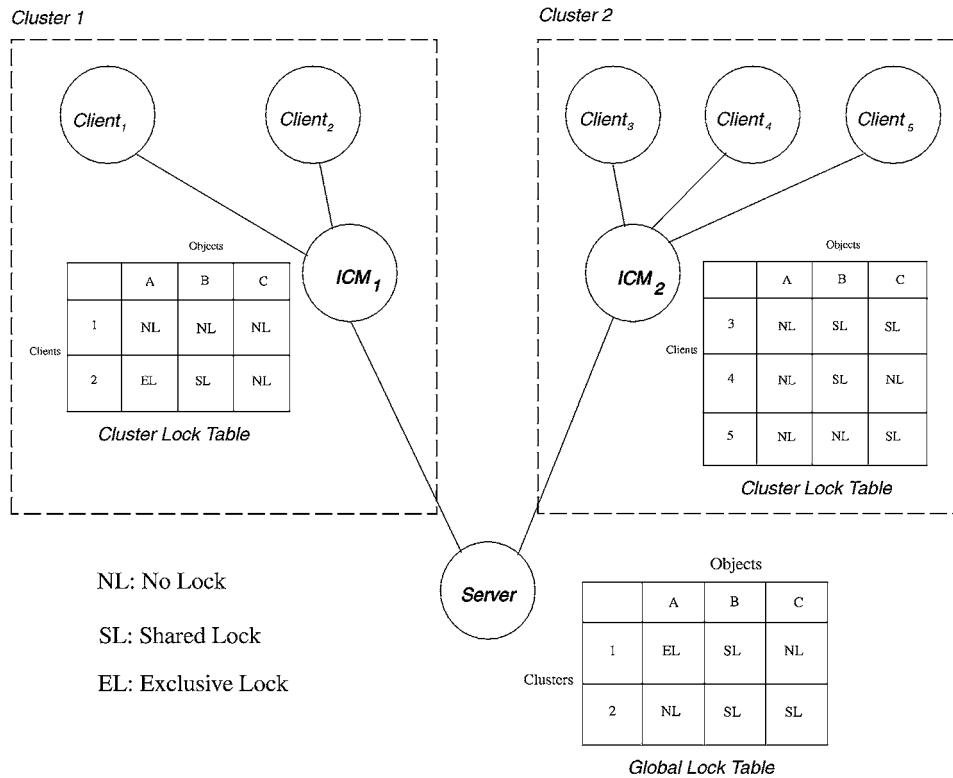 Cluster 1
Cluster 2
Client1
Client2
Client3
Client4
Client5
ICM1
ICM2
Objects
A B C
1 NL NL NL
Clients
2 EL SL NL
Cluster Lock Table
Objects
A B C
3 NL SL SL
Clients
4 NL SL NL
5 NL NL SL
Cluster Lock Table
Server
NL: No Lock
SL: Shared Lock
EL: Exclusive Lock
Objects
A B C
1 EL SL NL
Clusters
2 NL SL SL
Global Lock Table